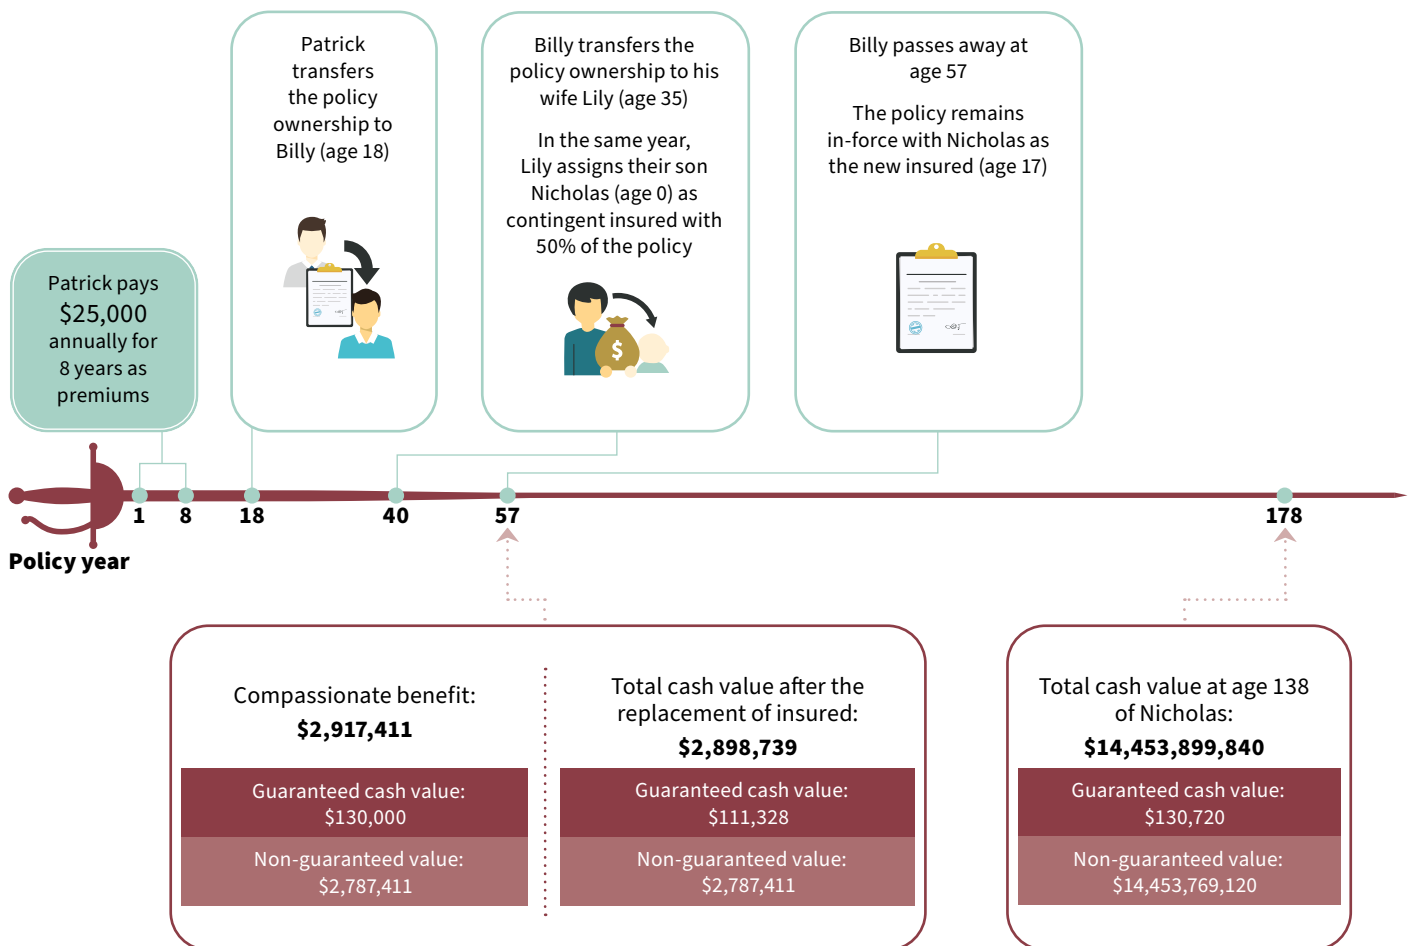 Patrick pays
$25,000
annually for
8 years as
premiums
Patrick
transfers
the policy
ownership to
Billy (age 18)
Billy transfers the
policy ownership to his
wife Lily (age 35)
In the same year,
Lily assigns their son
Nicholas (age 0) as
contingent insured with
50% of the policy
$
Billy passes away at
age 57
The policy remains
in-force with Nicholas as
the new insured (age 17)
1 8 18 40 57 178
Policy year
Compassionate benefit:
$2,917,411
Guaranteed cash value:
$130,000
Non-guaranteed value:
$2,787,411
Total cash value after the
replacement of insured:
$2,898,739
Guaranteed cash value:
$111,328
Non-guaranteed value:
$2,787,411
Total cash value at age 138
of Nicholas:
$14,453,899,840
Guaranteed cash value:
$130,720
Non-guaranteed value:
$14,453,769,120